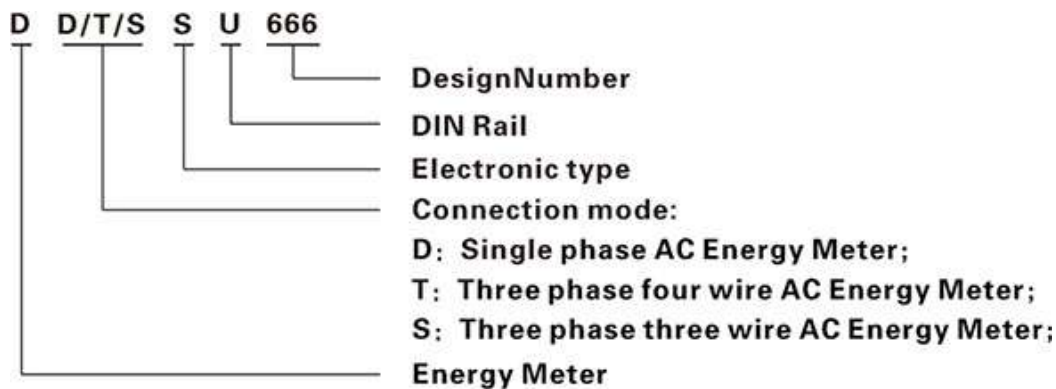 D D/T/S S U 666
DesignNumber
DIN Rail
Electronic type
Connection mode:
D: Single phase AC Energy Meter;
T: Three phase four wire AC Energy Meter;
S: Three phase three wire AC Energy Meter;
Energy Meter